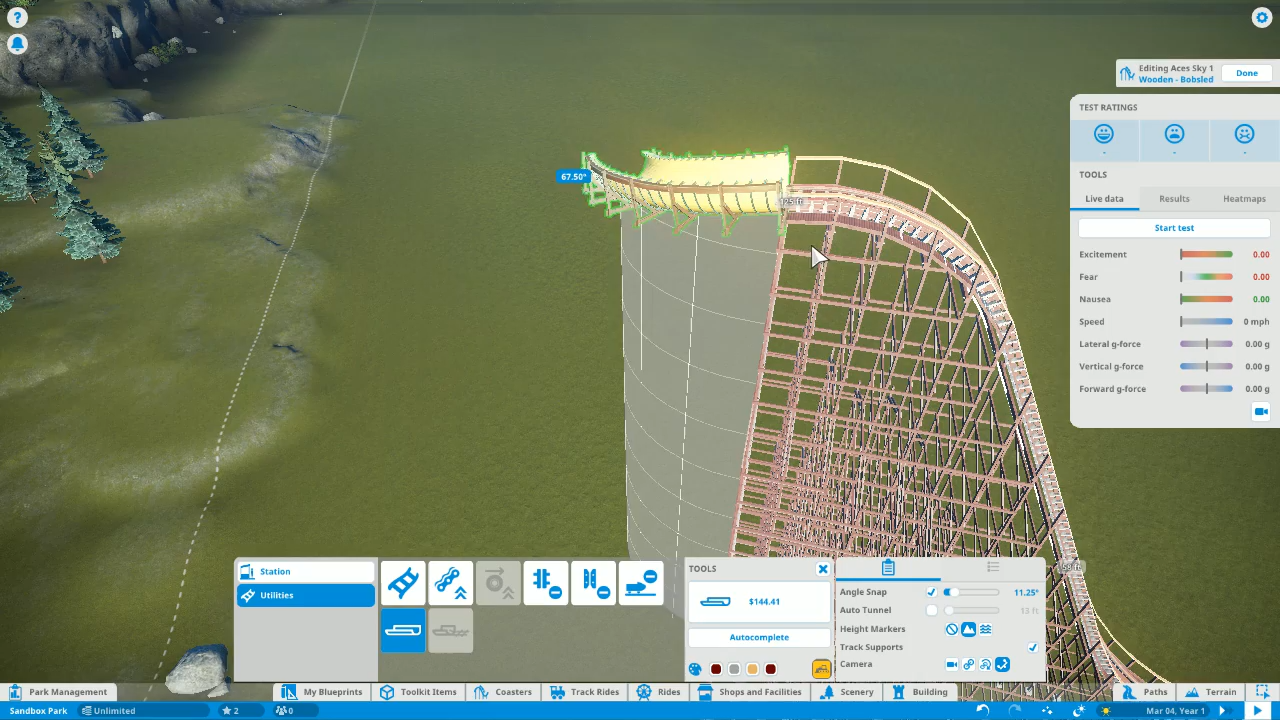 ?
Editing Aces Sky 1
Wooden - Bobsled
Done
TEST RATINGS
- - -
TOOLS
Live data Results Heatmaps
Start test
Excitement 0.00
Fear 0.00
Nausea 0.00
Speed 0 mph
Lateral g-force 0.00 g
Vertical g-force 0.00 g
Forward g-force 0.00 g
67.50°
125 ft
Station
Utilities
TOOLS
$144.41
Autocomplete
Angle Snap 11.25°
Auto Tunnel 13 ft
Height Markers
Track Supports
Camera
Park Management
My Blueprints
Toolkit Items
Coasters
Track Rides
Rides
Shops and Facilities
Scenery
Building
Paths
Terrain
Sandbox Park
Unlimited
2
0
Mar 04, Year 1